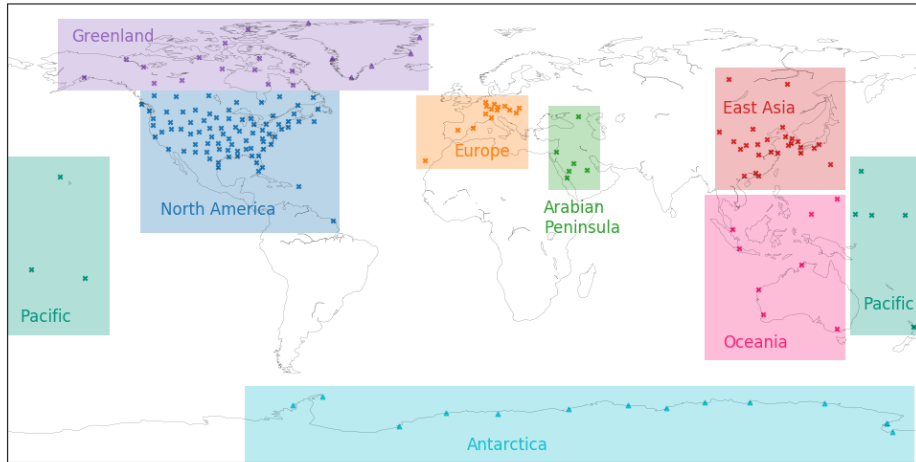 Greenland
East Asia
Europe
North America
Arabian
Peninsula
Pacific
Pacific
Oceania
Antarctica